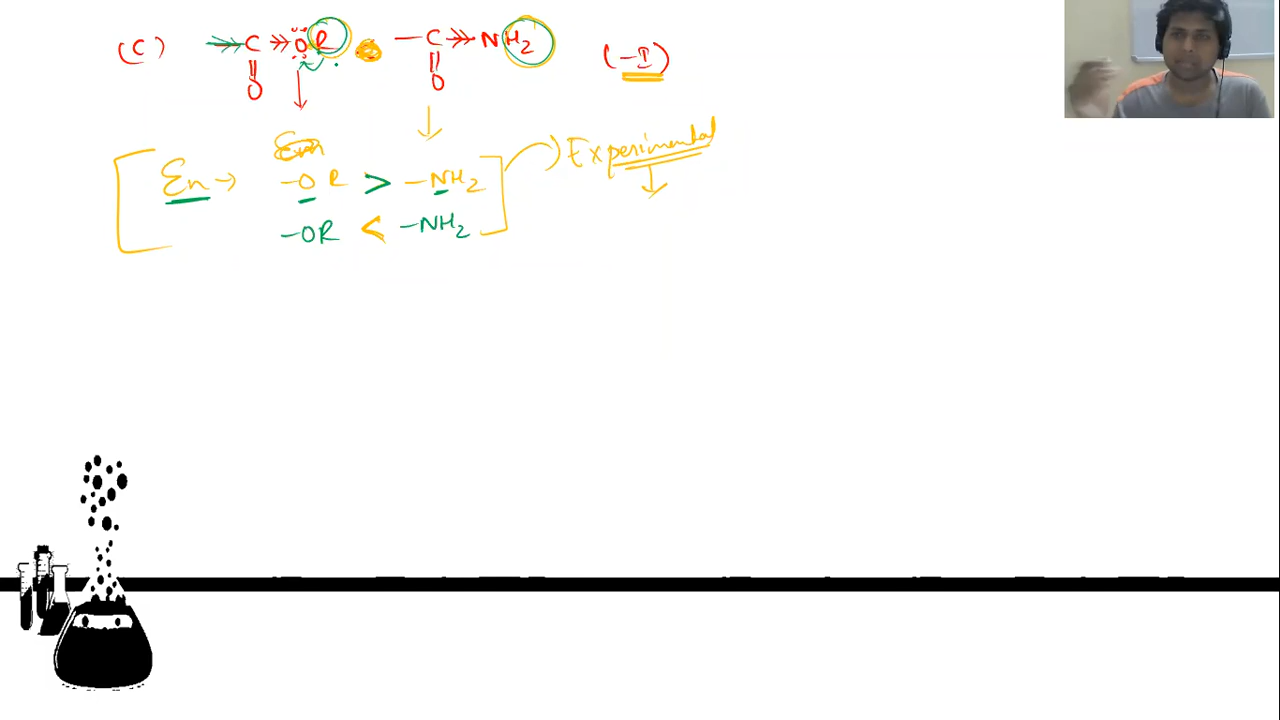 (C) C O R — C N H2 (-I)
O O
Experimental
En → -OR > -NH2
-OR < -NH2